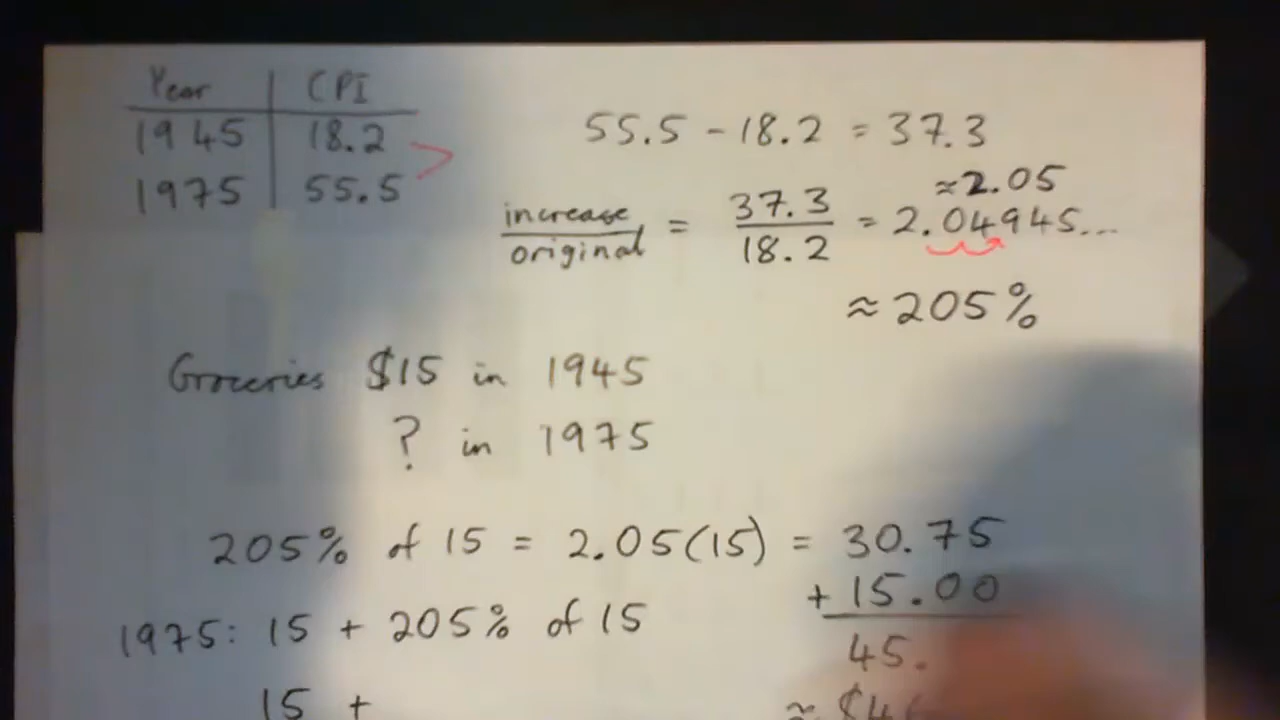 Year CPI
1945 18.2
1975 55.5
55.5 - 18.2 = 37.3
increase/original = 37.3/18.2 = 2.04945...
≈2.05
≈ 205%
Groceries $15 in 1945
? in 1975
205% of 15 = 2.05(15) = 30.75
+ 15.00
45.
1975: 15 + 205% of 15
15 +
≈ $4